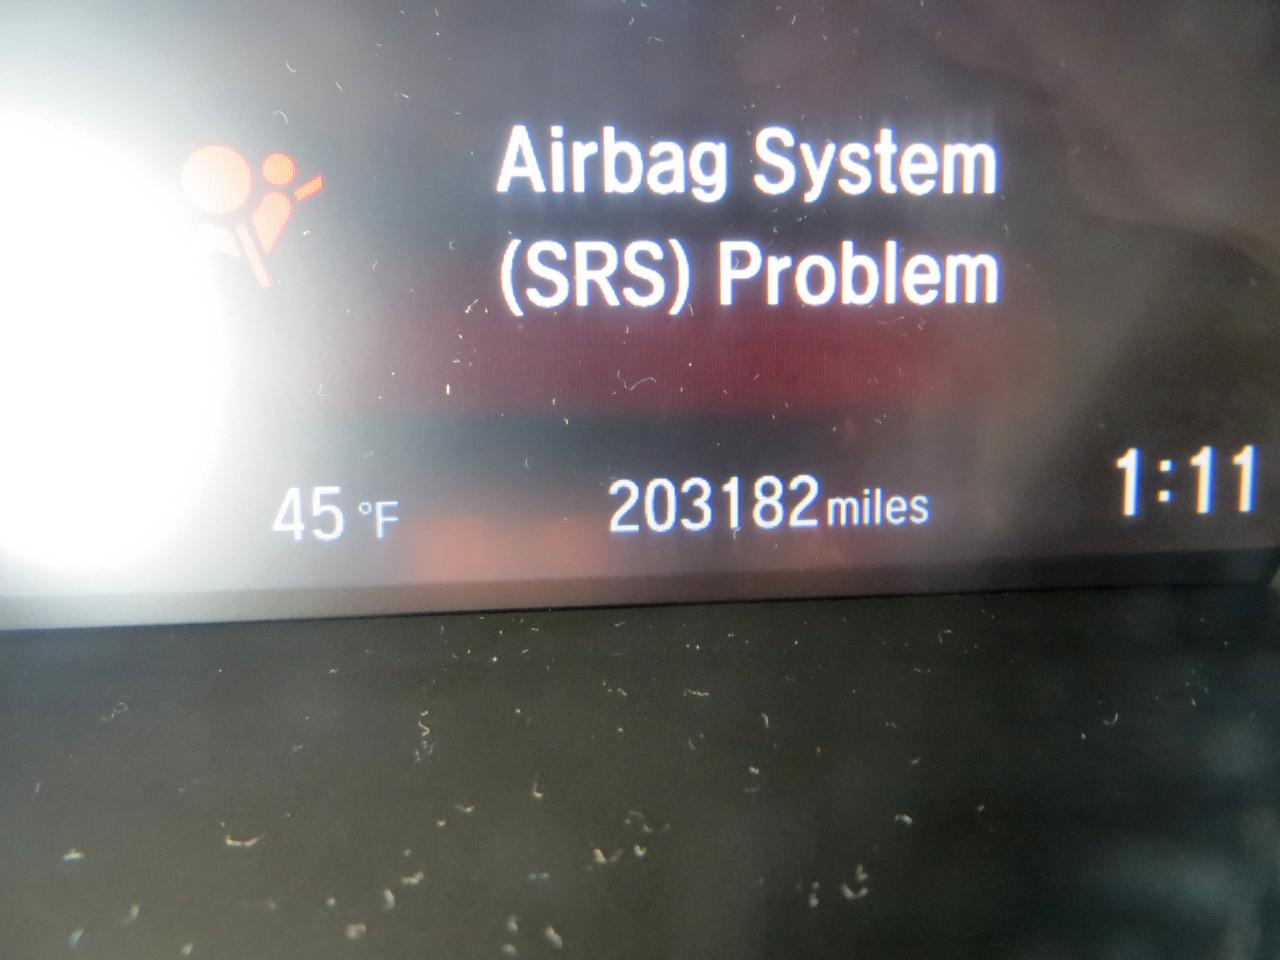 Airbag System
(SRS) Problem
45 °F 203182 miles 1:11